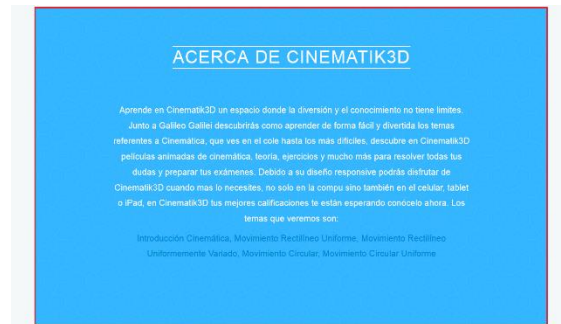 ACERCA DE CINEMATIK3D
Aprende en Cinematik3D un espacio donde la diversión y el conocimiento no tiene limites.
Junto a Galileo Galilei descubrirás como aprender de forma fácil y divertida los temas
referentes a Cinemática, que ves en el cole hasta los más difíciles, descubre en Cinematik3D
películas animadas de cinemática, teoría, ejercicios y mucho más para resolver todas tus
dudas y preparar tus exámenes. Debido a su diseño responsive podrás disfrutar de
Cinematik3D cuando mas lo necesites, no solo en la compu sino también en el celular, tablet
o iPad, en Cinematik3D tus mejores calificaciones te están esperando conócelo ahora. Los
temas que veremos son:
Introducción Cinemática, Movimiento Rectilíneo Uniforme, Movimiento Rectilíneo
Uniformemente Variado, Movimiento Circular, Movimiento Circular Uniforme